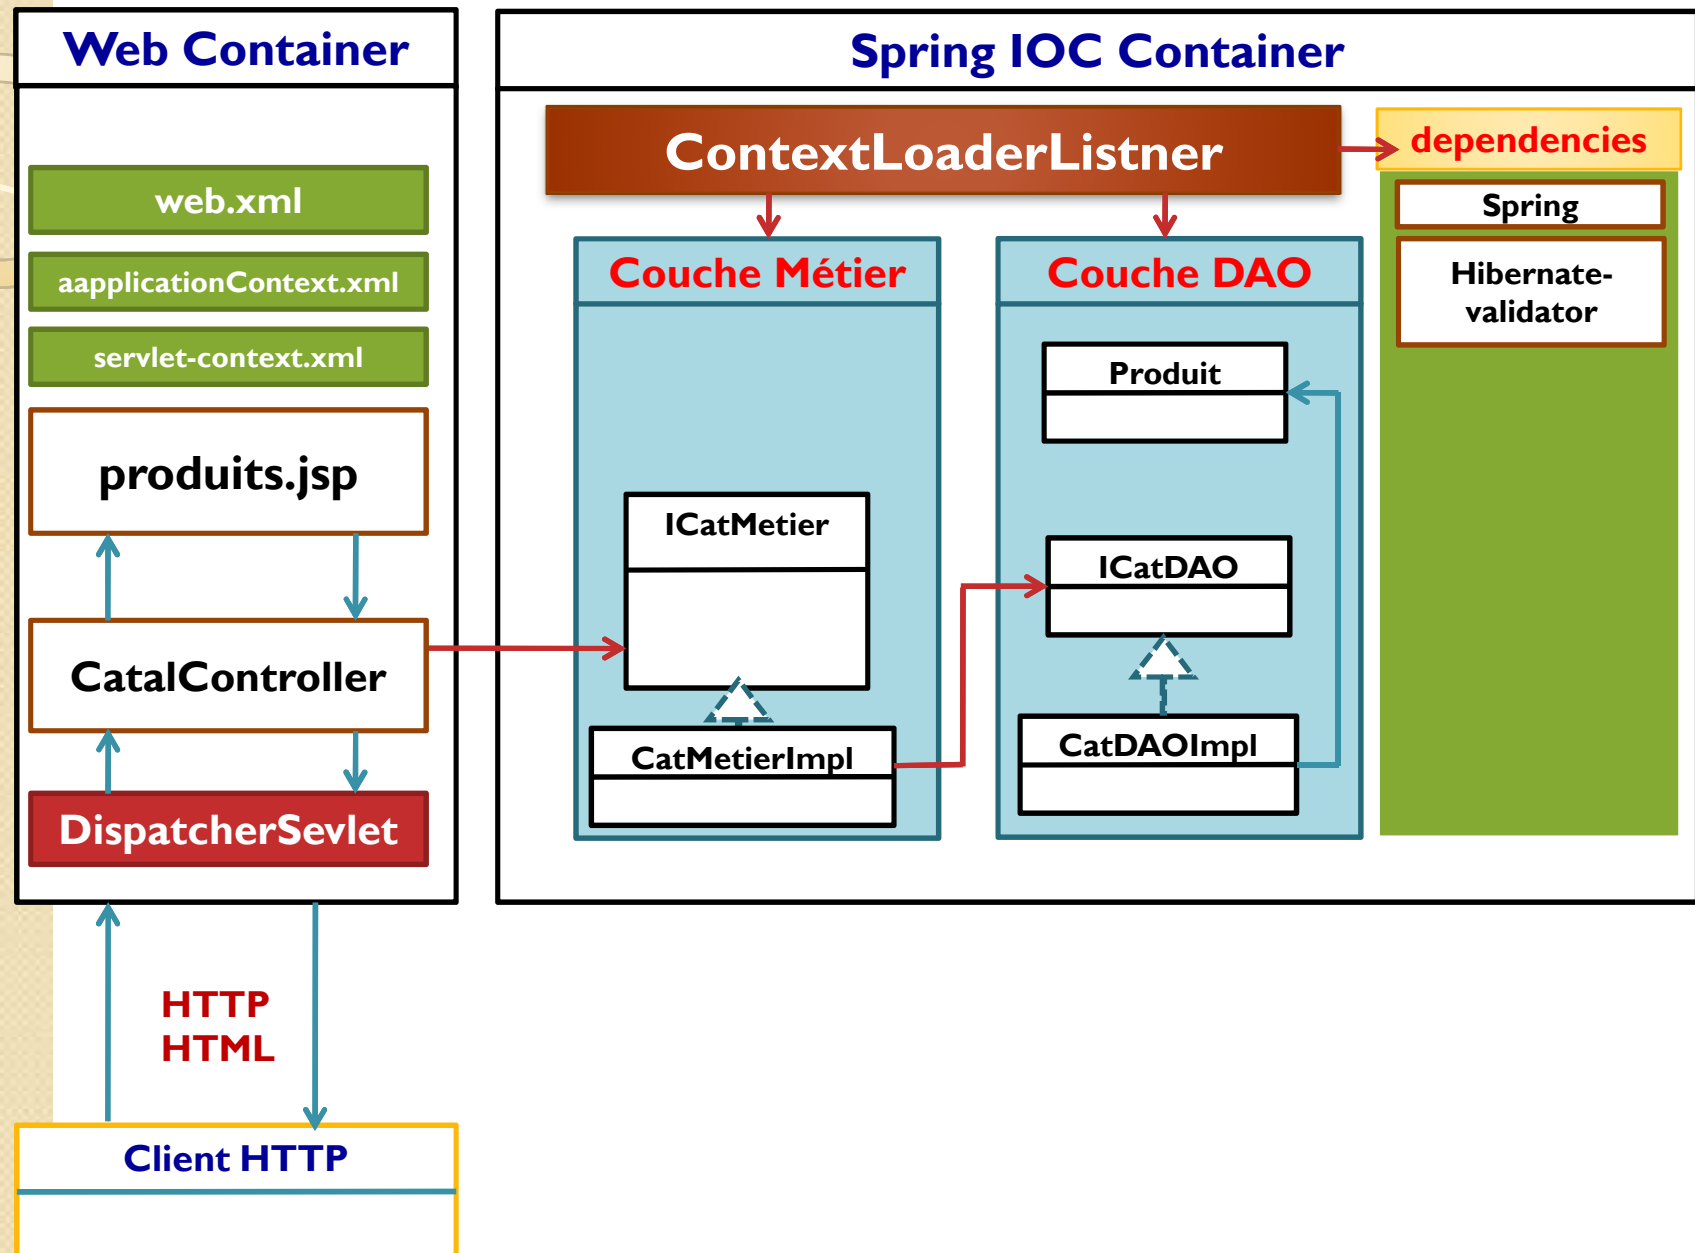 Web Container
web.xml
aapplicationContext.xml
servlet-context.xml
produits.jsp
CatalController
DispatcherSevlet
HTTP
HTML
Client HTTP
Spring IOC Container
ContextLoaderListner
dependencies
Spring
Hibernate-
validator
Couche Métier
ICatMetier
CatMetierImpl
Couche DAO
Produit
ICatDAO
CatDAOImpl